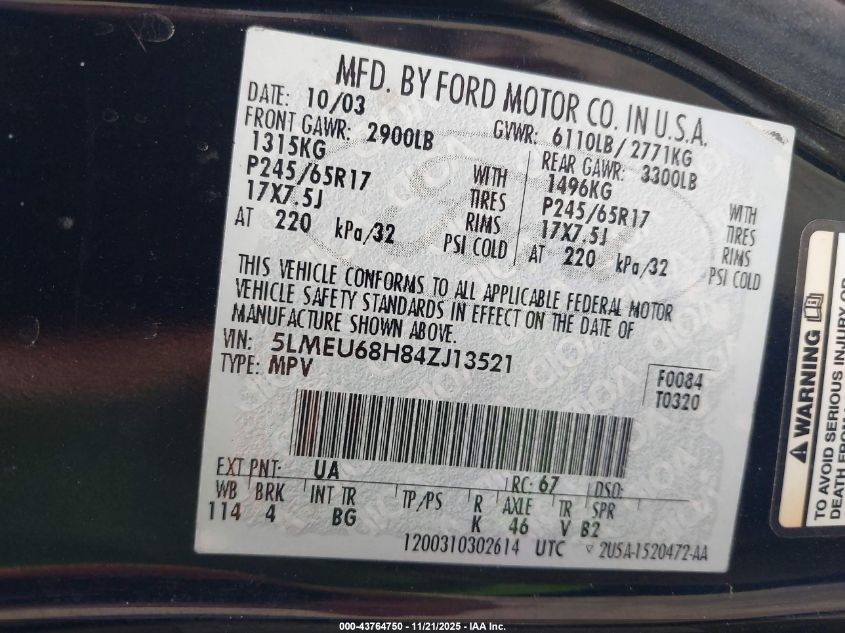 MFD. BY FORD MOTOR CO. IN U.S.A.
DATE: 10/03 GVWR: 6110LB/2771KG
FRONT GAWR: 2900LB REAR GAWR: 3300LB
1315KG WITH 1496KG WITH
P245/65R17 TIRES P245/65R17 TIRES
17X7.5J RIMS 17X7.5J RIMS
AT 220 kPa/32 PSI COLD AT 220 kPa/32 PSI COLD
THIS VEHICLE CONFORMS TO ALL APPLICABLE FEDERAL MOTOR
VEHICLE SAFETY STANDARDS IN EFFECT ON THE DATE OF
MANUFACTURE SHOWN ABOVE.
VIN: 5LMEU68H84ZJ13521
TYPE: MPV
F0084
T0320
EXT PNT: UA RC: 67 DSO:
WB BRK INT TR TP/PS R AXLE TR SPR
114 4 BG K 46 V B2
1200310302614 UTC 2U5A-1520472-AA
WARNING
TO AVOID SERIOUS INJURY OR
DEATH FROM
000-43764750 — 11/21/2025 - IAA Inc.